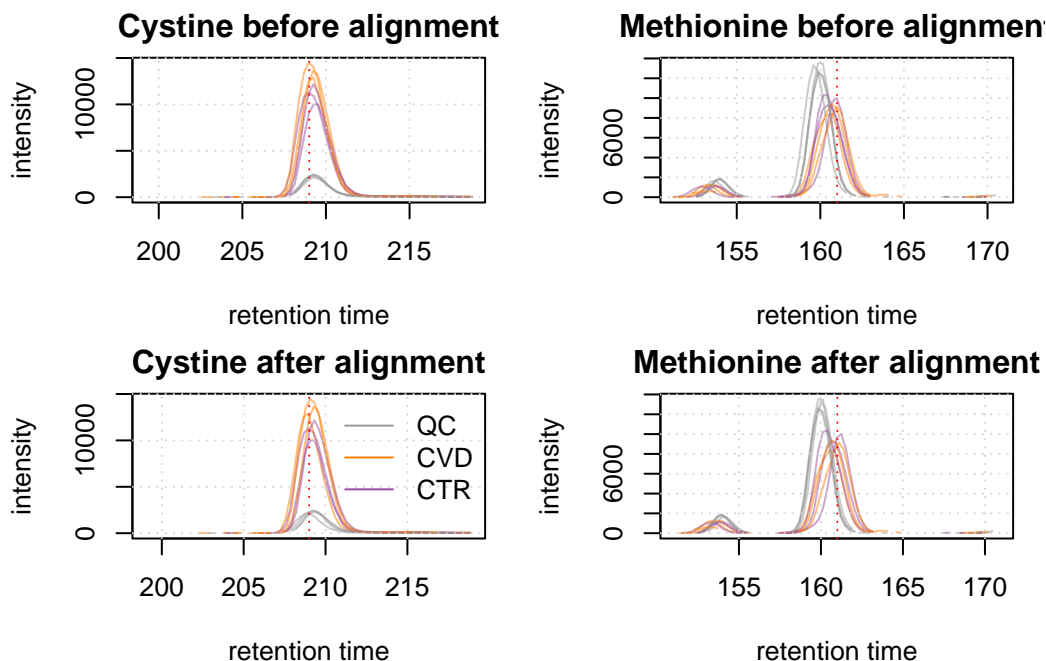 Cystine before alignment
intensity
0 10000
200 205 210 215
retention time
Methionine before alignment
intensity
0 6000
155 160 165 170
retention time
Cystine after alignment
intensity
0 10000
QC
CVD
CTR
200 205 210 215
retention time
Methionine after alignment
intensity
0 6000
155 160 165 170
retention time